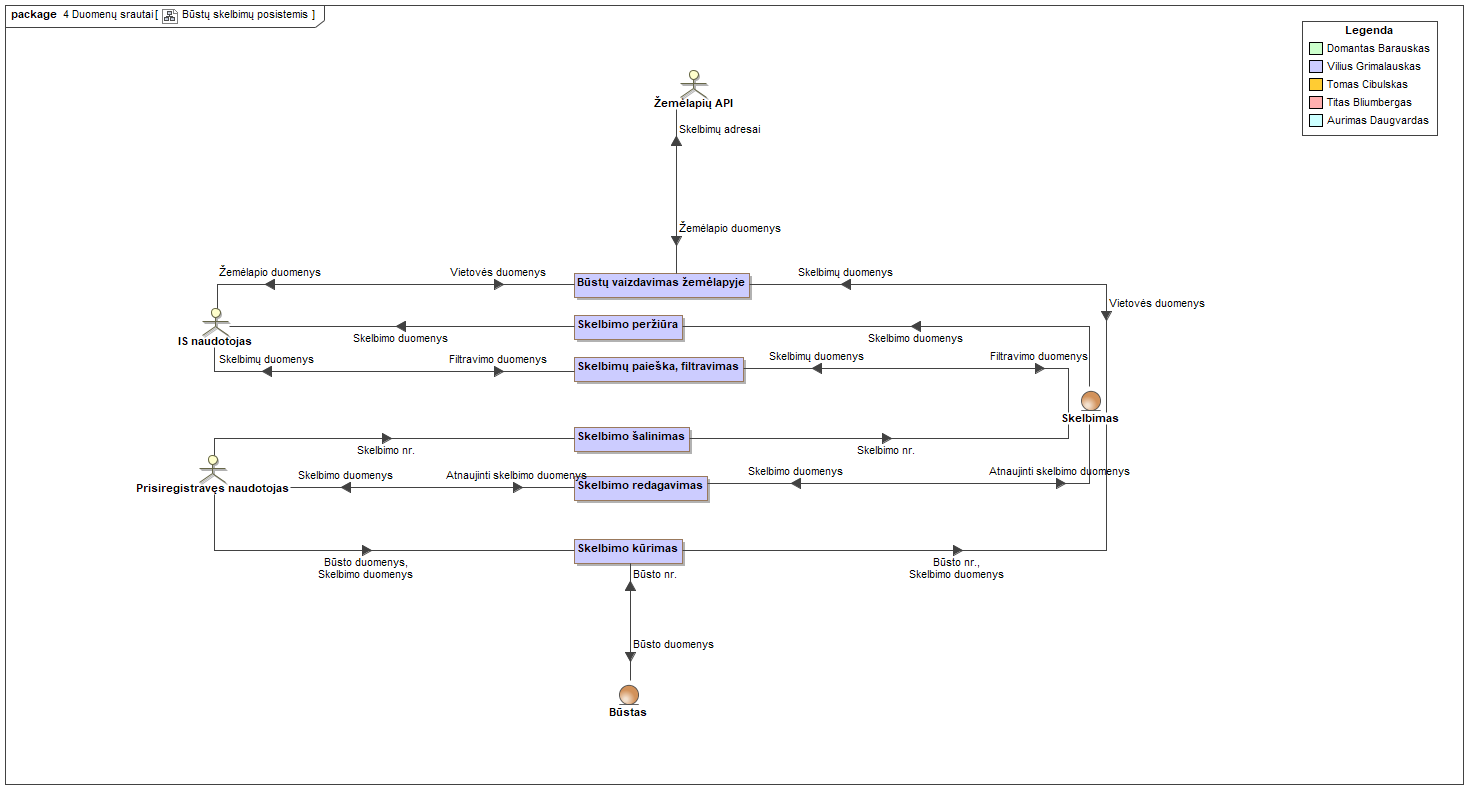 package 4 Duomenų srautai[ Būstų skelbimų posistemis ]
Legenda
Domantas Barauskas
Vilius Grimalauskas
Tomas Cibulskas
Titas Bliumbergas
Aurimas Daugvardas
Žemėlapių API
Skelbimų adresai
Žemėlapio duomenys
Žemėlapio duomenys
Vietovės duomenys
Būstų vaizdavimas žemėlapyje
Skelbimų duomenys
Vietovės duomenys
IS naudotojas
Skelbimo duomenys
Skelbimo peržiūra
Skelbimo duomenys
Skelbimų duomenys
Filtravimo duomenys
Skelbimų paieška, filtravimas
Skelbimų duomenys
Filtravimo duomenys
Skelbimas
Skelbimo nr.
Skelbimo šalinimas
Skelbimo nr.
Prisiregistravęs naudotojas
Skelbimo duomenys
Atnaujinti skelbimo duomenys
Skelbimo redagavimas
Skelbimo duomenys
Atnaujinti skelbimo duomenys
Būsto duomenys,
Skelbimo duomenys
Skelbimo kūrimas
Būsto nr.,
Skelbimo duomenys
Būsto nr.
Būsto duomenys
Būstas